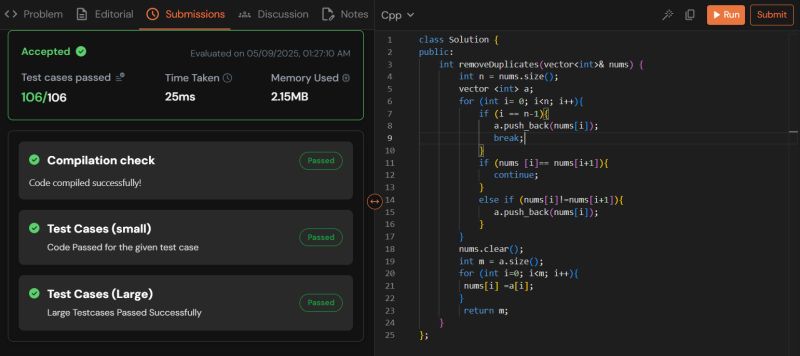 Problem Editorial Submissions Discussion Notes
Accepted Evaluated on 05/09/2025, 01:27:10 AM
Test cases passed Time Taken Memory Used
106/106 25ms 2.15MB
Compilation check Passed
Code compiled successfully!
Test Cases (small) Passed
Code Passed for the given test case
Test Cases (Large) Passed
Large Testcases Passed Successfully
Cpp Run Submit
1 class Solution {
2 public:
3 int removeDuplicates(vector<int>& nums) {
4 int n = nums.size();
5 vector <int> a;
6 for (int i= 0; i<n; i++){
7 if (i == n-1){
8 a.push_back(nums[i]);
9 break;
10 }
11 if (nums [i]== nums[i+1]){
12 continue;
13 }
14 else if (nums[i]!=nums[i+1]){
15 a.push_back(nums[i]);
16 }
17 }
18 nums.clear();
19 int m = a.size();
20 for (int i=0; i<m; i++){
21 nums[i] =a[i];
22 }
23 return m;
24 }
25 };